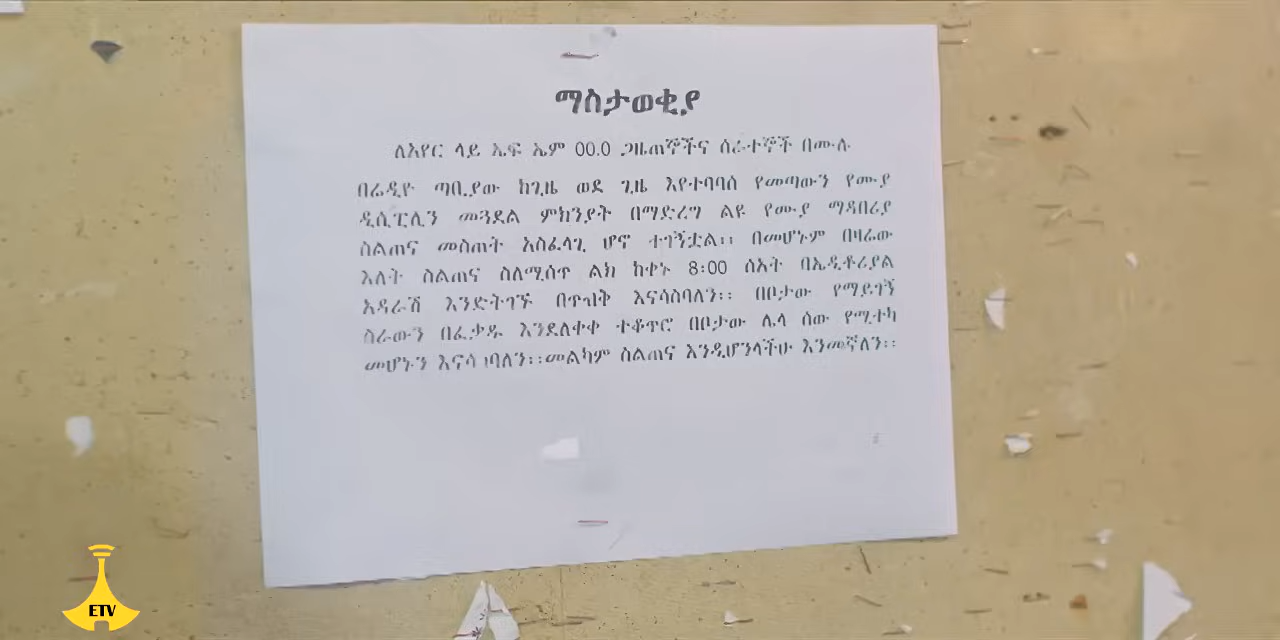 ማስታወቂያ
ለአየር ላይ ኤፍ ኤም 00.0 ጋዜጠኞችና ሰራተኞች በሙሉ
በሬዲዮ ጣቢያው ከጊዜ ወደ ጊዜ እየተባባሰ የመጣውን የሙያ
ዲሲፒሊን መጓደል ምክንያት በማድረግ ልዩ የሙያ ማዳበሪያ
ስልጠና መስጠት አስፈላጊ ሆኖ ተገኝቷል፡፡ በመሆኑም በዛሬው
እለት ስልጠና ስለሚሰጥ ልክ ከቀኑ 8፡00 ሰአት በኤዲቶሪያል
አዳራሽ እንድትገኙ በጥብቅ እናሳስባለን፡፡ በቦታው የማይገኝ
ስራውን በፈቃዱ እንደለቀቀ ተቆጥሮ በቦታው ሌላ ሰው የሚተካ
መሆኑን ፡፡መልካም ስልጠና እንዲሆንላችሁ እንመኛለን፡፡
ETV